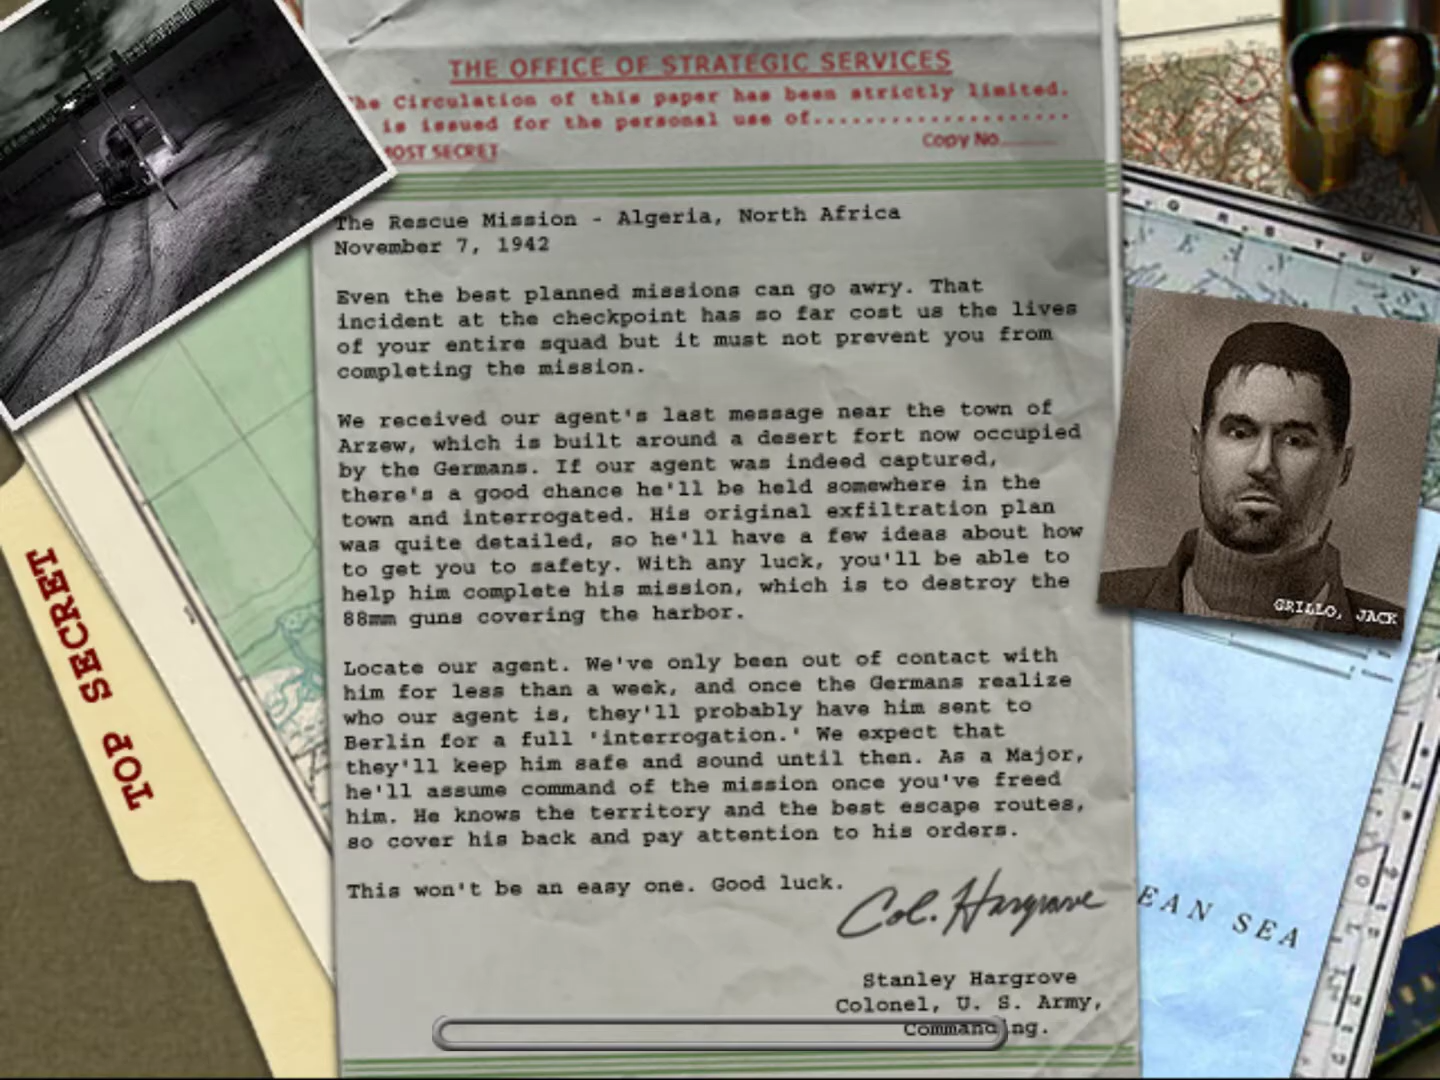 THE OFFICE OF STRATEGIC SERVICES
he Circulation of this paper has been strictly limited.
is issued for the personal use of....................
MOST SECRET
Copy No.........
The Rescue Mission - Algeria, North Africa
November 7, 1942
Even the best planned missions can go awry. That
incident at the checkpoint has so far cost us the lives
of your entire squad but it must not prevent you from
completing the mission.
We received our agent's last message near the town of
Arzew, which is built around a desert fort now occupied
by the Germans. If our agent was indeed captured,
there's a good chance he'll be held somewhere in the
town and interrogated. His original exfiltration plan
was quite detailed, so he'll have a few ideas about how
to get you to safety. With any luck, you'll be able to
help him complete his mission, which is to destroy the
88mm guns covering the harbor.
Locate our agent. We've only been out of contact with
him for less than a week, and once the Germans realize
who our agent is, they'll probably have him sent to
Berlin for a full 'interrogation.' We expect that
they'll keep him safe and sound until then. As a Major,
he'll assume command of the mission once you've freed
him. He knows the territory and the best escape routes,
so cover his back and pay attention to his orders.
This won't be an easy one. Good luck.
Col. Hargrove
Stanley Hargrove
Colonel, U. S. Army,
Commanding.
TOP SECRET
GRILLO, JACK
EAN SEA